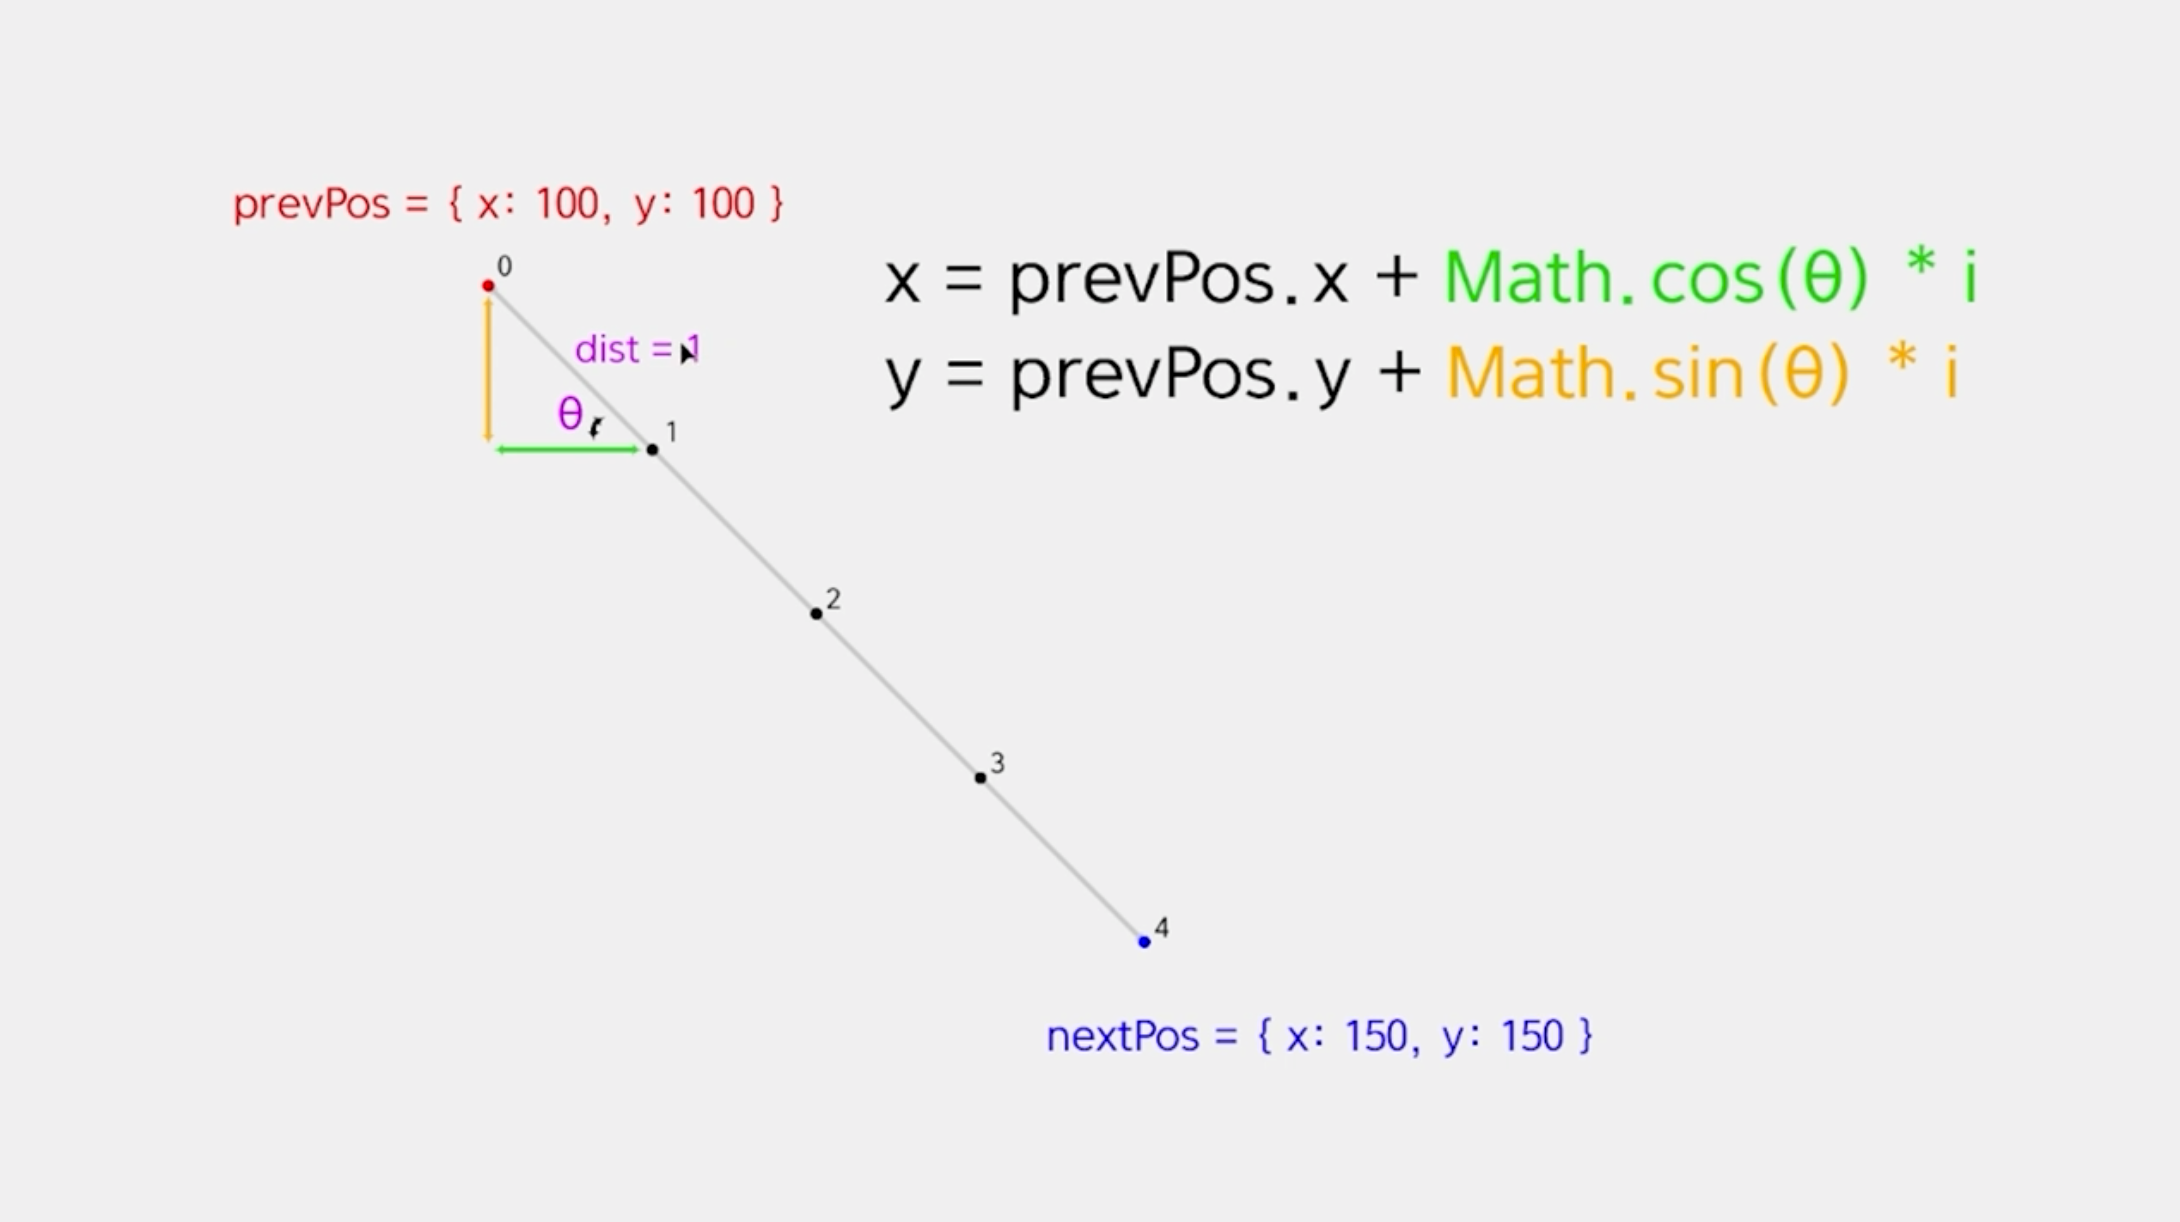 prevPos = { x: 100, y: 100 }
0
x = prevPos.x + Math.cos(θ) * i
dist = 1
y = prevPos.y + Math.sin(θ) * i
θ
1
2
3
4
nextPos = { x: 150, y: 150 }